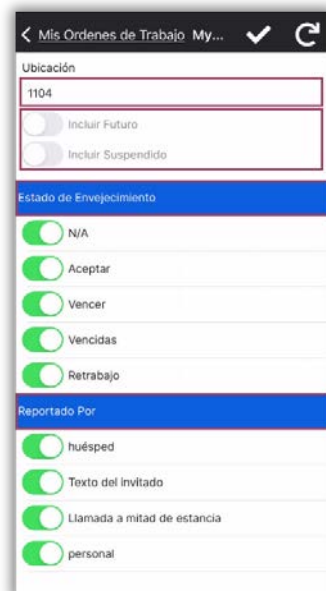 Mis Ordenes de Trabajo My...
Ubicación
1104
Incluir Futuro
Incluir Suspendido
Estado de Envejecimiento
N/A
Aceptar
Vencer
Vencidas
Retrabajo
Reportado Por
huésped
Texto del invitado
Llamada a mitad de estancia
personal